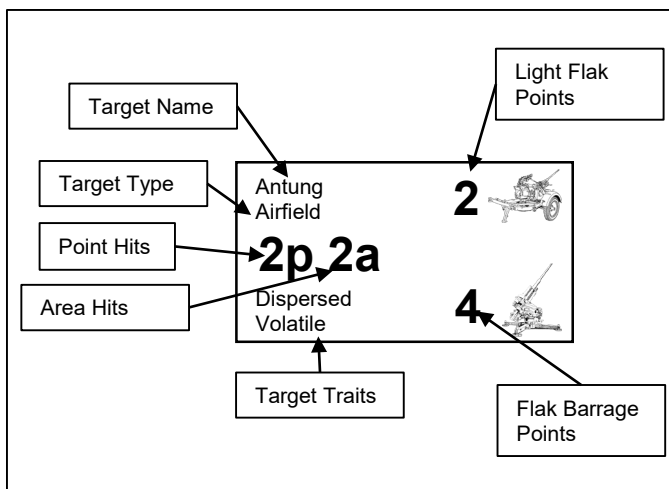 Light Flak
Points
Target Name
Target Type
Antung
Airfield
2
Point Hits
2p 2a
Area Hits
Dispersed
Volatile
4
Target Traits
Flak Barrage
Points